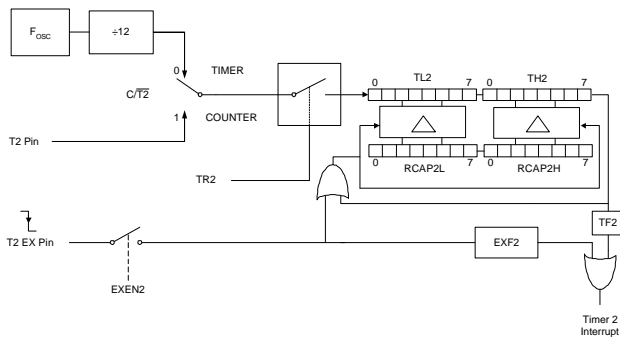 FOSC
÷12
0
TIMER
C/T2
1
COUNTER
T2 Pin
TR2
0
TL2
7
0
TH2
7
0
7
0
7
RCAP2L
RCAP2H
TF2
T2 EX Pin
EXEN2
EXF2
Timer 2
Interrupt